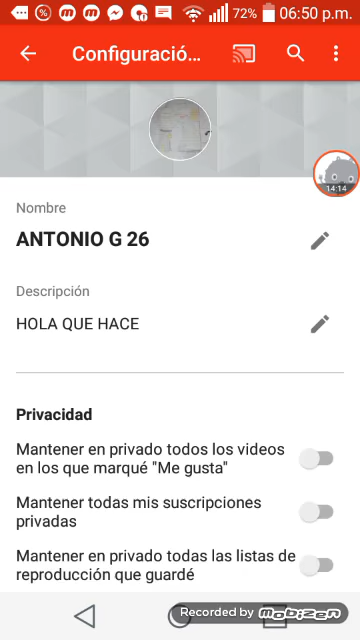 72% 06:50 p.m.
Configuració...
14:14
Nombre
ANTONIO G 26
Descripción
HOLA QUE HACE
Privacidad
Mantener en privado todos los videos
en los que marqué "Me gusta"
Mantener todas mis suscripciones
privadas
Mantener en privado todas las listas de
reproducción que guardé
Recorded by mobizen